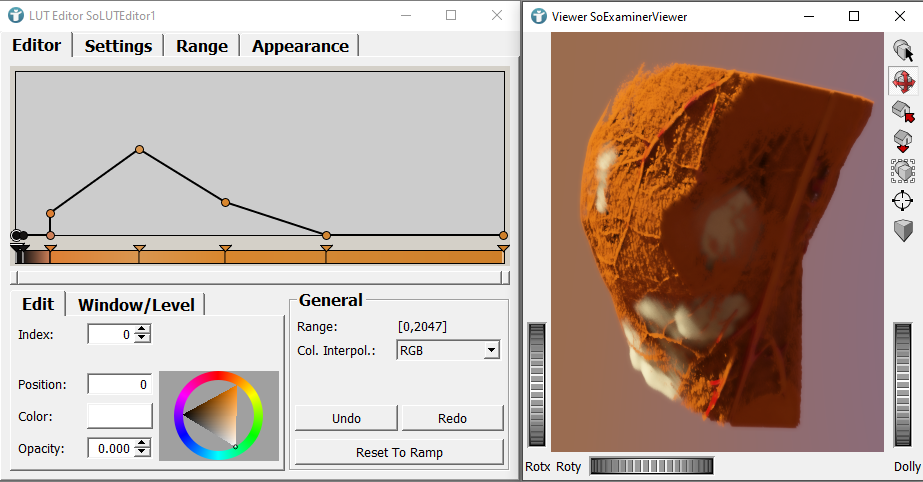 LUT Editor SoLUTEditor1
Editor Settings Range Appearance
Edit Window/Level
Index: 0
Position: 0
Color:
Opacity: 0.000
General
Range: [0,2047]
Col. Interpol.: RGB
Undo Redo
Reset To Ramp
Viewer SoExaminerViewer
Rotx Roty Dolly